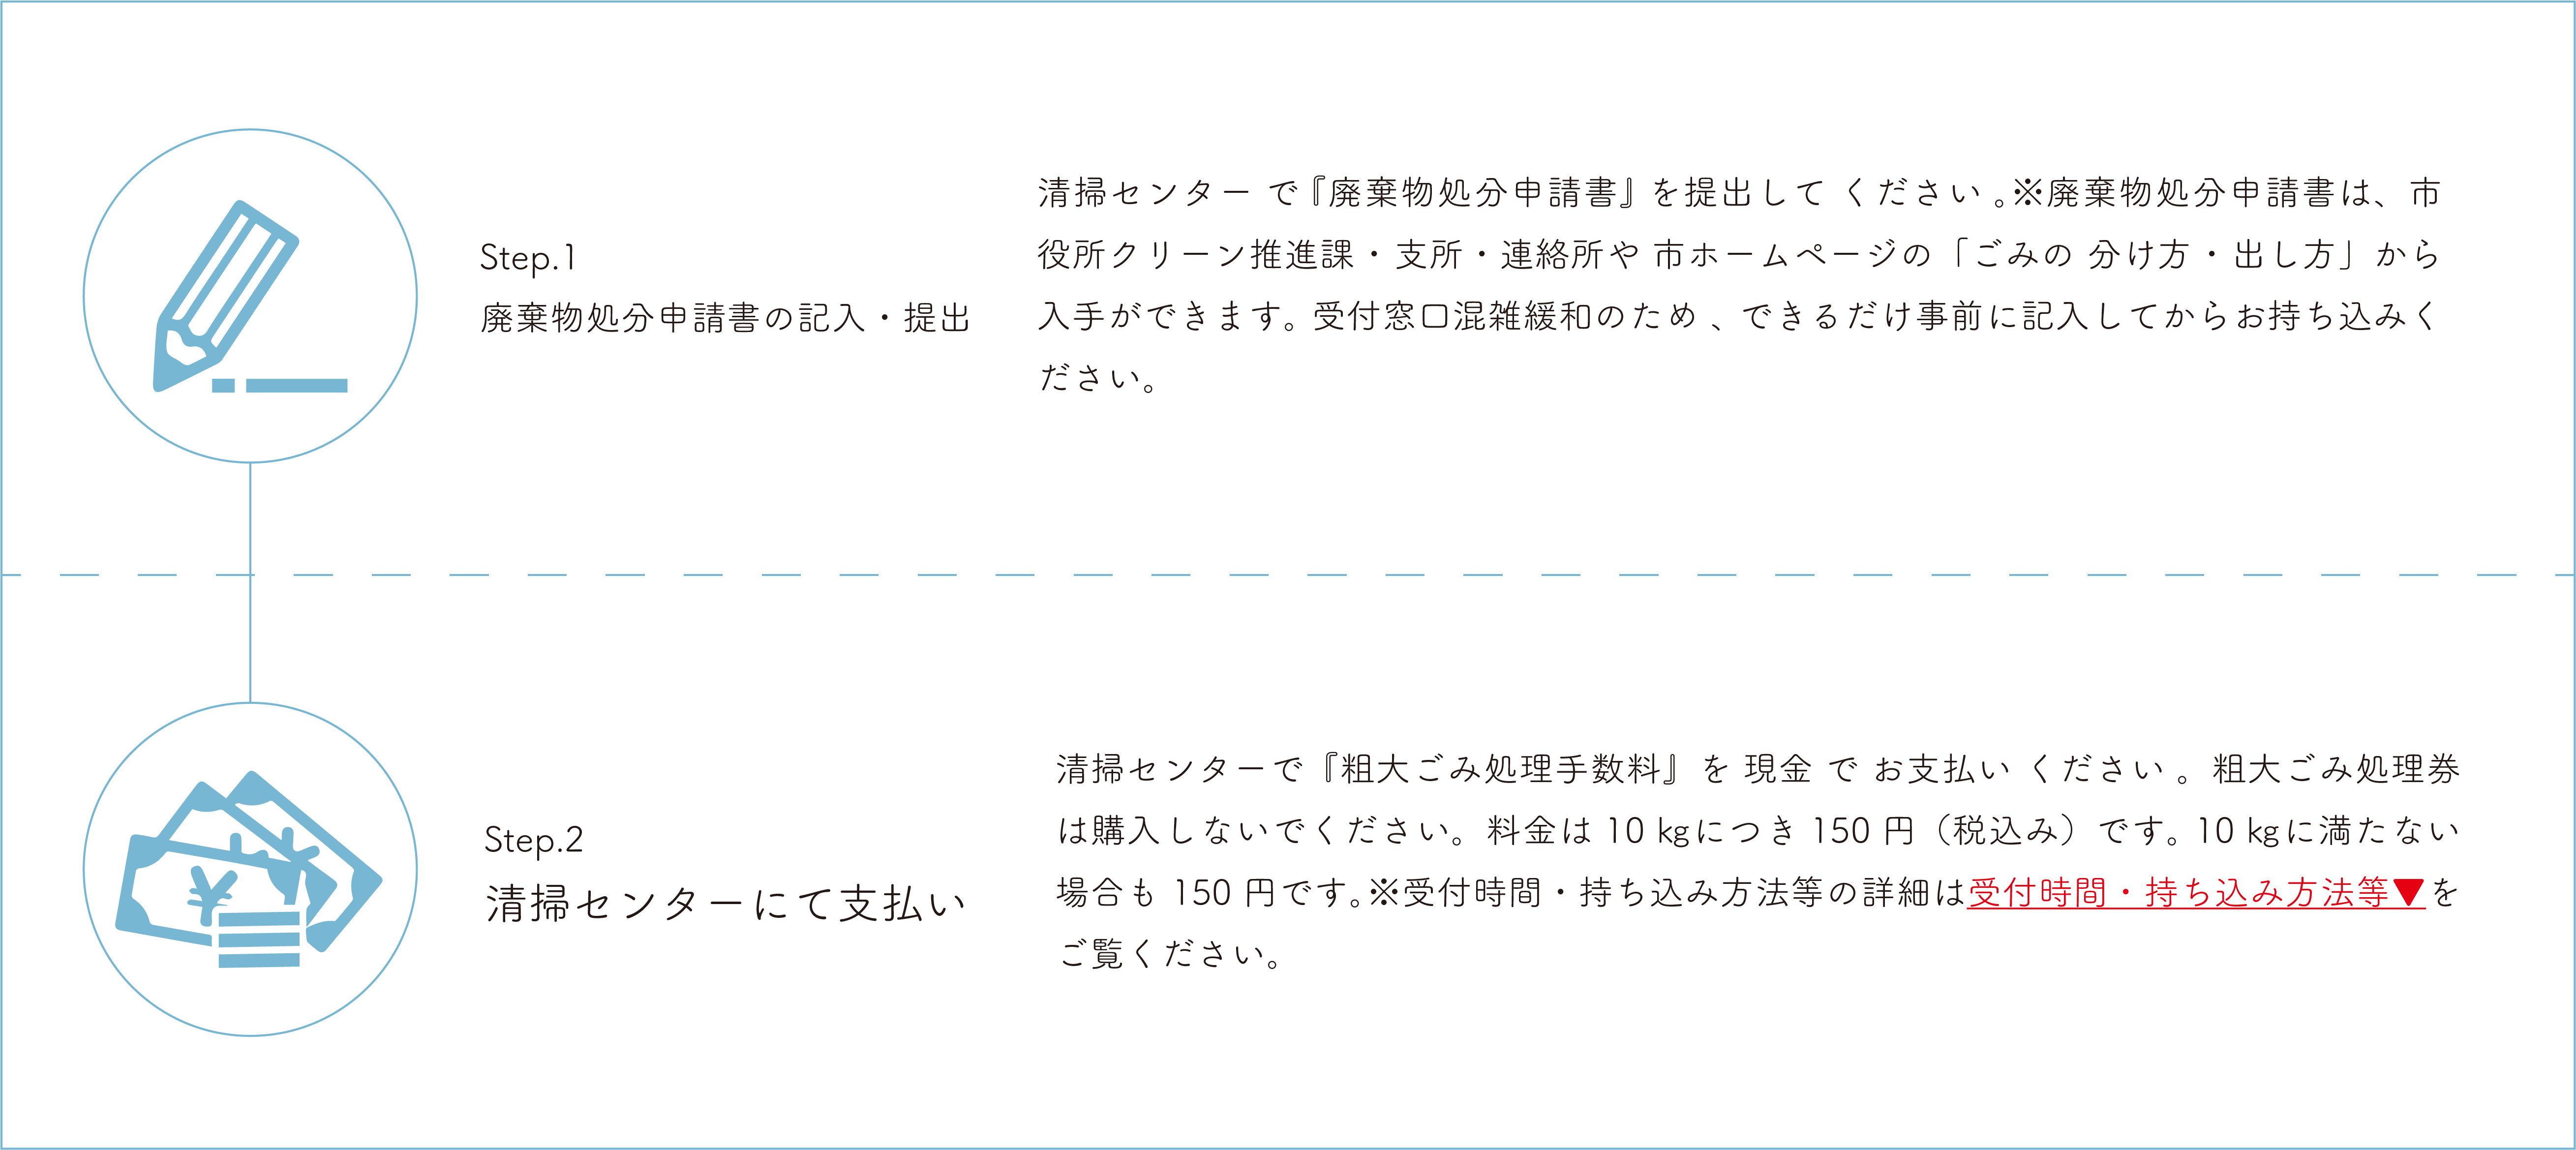 Step.1
廃棄物処分申請書の記入・提出
清掃センター で『廃棄物処分申請書』を提出して ください 。※廃棄物処分申請書は、市
役所クリーン推進課・支所・連絡所や 市ホームページの「ごみの 分け方・出し方」から
入手ができます。受付窓口混雑緩和のため 、できるだけ事前に記入してからお持ち込みく
ださい。
Step.2
清掃センターにて支払い
清掃センターで『粗大ごみ処理手数料』を 現金 で お支払い ください 。粗大ごみ処理券
は購入しないでください。料金は 10 kgにつき 150 円（税込み）です。10 kgに満たない
場合も 150 円です。※受付時間・持ち込み方法等の詳細は受付時間・持ち込み方法等▼を
ご覧ください。